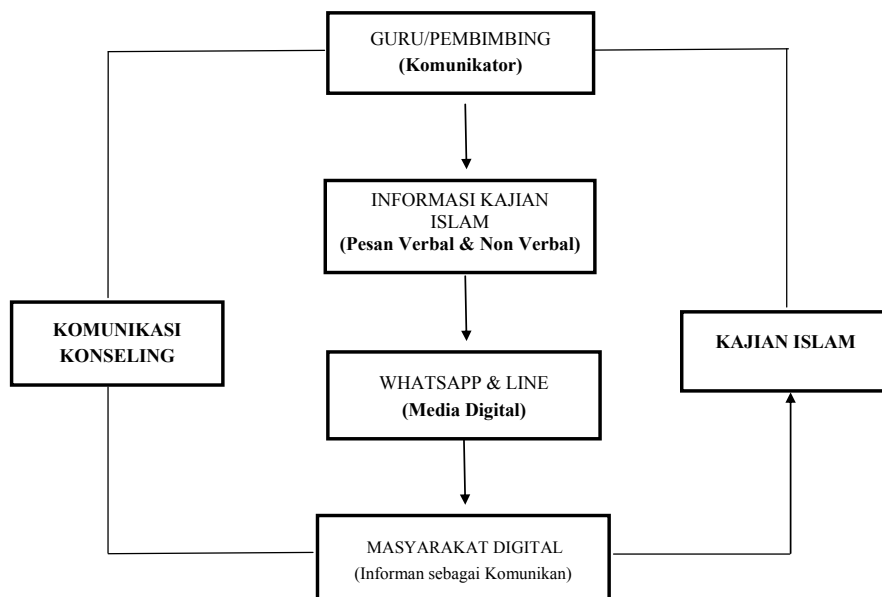 GURU/PEMBIMBING
(Komunikator)
INFORMASI KAJIAN
ISLAM
(Pesan Verbal & Non Verbal)
KOMUNIKASI
KONSELING
KAJIAN ISLAM
WHATSAPP & LINE
(Media Digital)
MASYARAKAT DIGITAL
(Informan sebagai Komunikan)